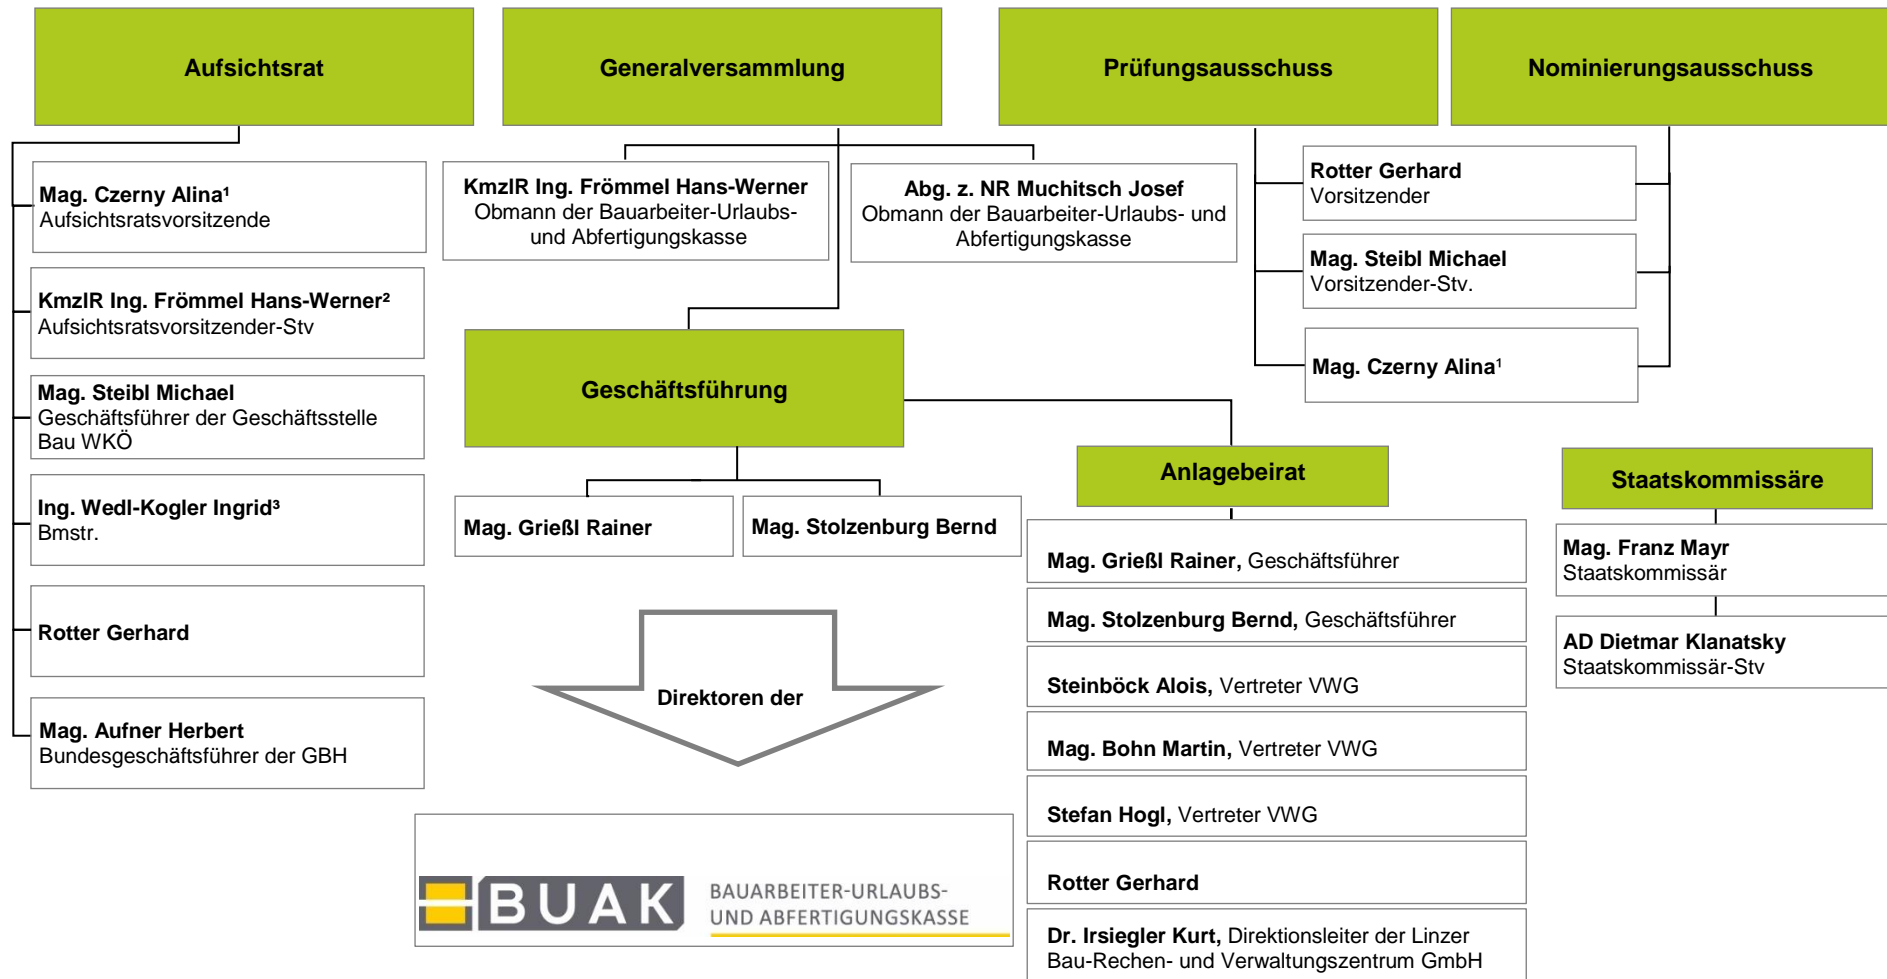 Aufsichtsrat
Generalversammlung
Prüfungsausschuss
Nominierungsausschuss
Mag. Czerny Alina¹
Aufsichtsratsvorsitzende
KmzlR Ing. Frömmel Hans-Werner²
Aufsichtsratsvorsitzender-Stv
Mag. Steibl Michael
Geschäftsführer der Geschäftsstelle
Bau WKÖ
Ing. Wedl-Kogler Ingrid³
Bmstr.
Rotter Gerhard
Mag. Aufner Herbert
Bundesgeschäftsführer der GBH
KmzlR Ing. Frömmel Hans-Werner
Obmann der Bauarbeiter-Urlaubs-
und Abfertigungskasse
Abg. z. NR Muchitsch Josef
Obmann der Bauarbeiter-Urlaubs- und
Abfertigungskasse
Rotter Gerhard
Vorsitzender
Mag. Steibl Michael
Vorsitzender-Stv.
Mag. Czerny Alina¹
Geschäftsführung
Mag. Grießl Rainer
Mag. Stolzenburg Bernd
Direktoren der
BUAK
BAUARBEITER-URLAUBS-
UND ABFERTIGUNGSKASSE
Anlagebeirat
Mag. Grießl Rainer, Geschäftsführer
Mag. Stolzenburg Bernd, Geschäftsführer
Steinböck Alois, Vertreter VWG
Mag. Bohn Martin, Vertreter VWG
Stefan Hogl, Vertreter VWG
Rotter Gerhard
Dr. Irsiegler Kurt, Direktionsleiter der Linzer
Bau-Rechen- und Verwaltungszentrum GmbH
Staatskommissäre
Mag. Franz Mayr
Staatskommissär
AD Dietmar Klanatsky
Staatskommissär-Stv